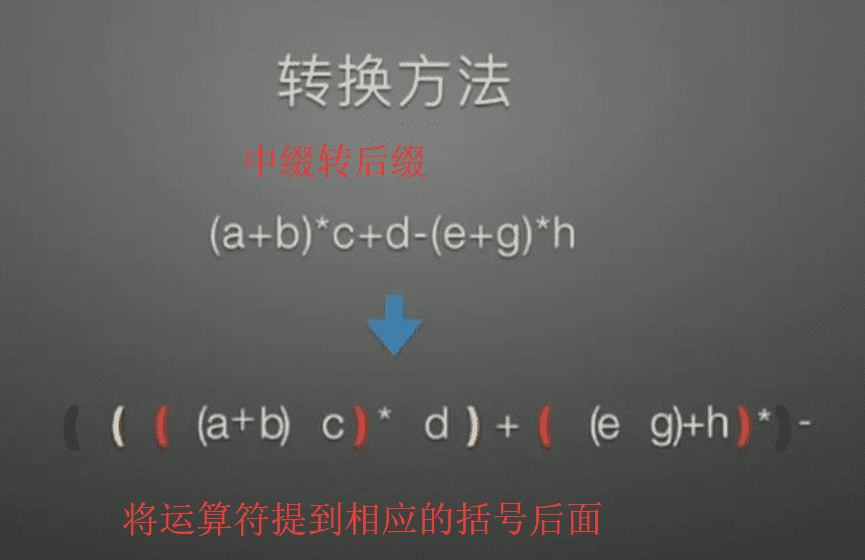 转换方法
中缀转后缀
(a+b)*c+d-(e+g)*h
( ( ( (a+b) c)* d )+( (e g)+h)*)-
将运算符提到相应的括号后面